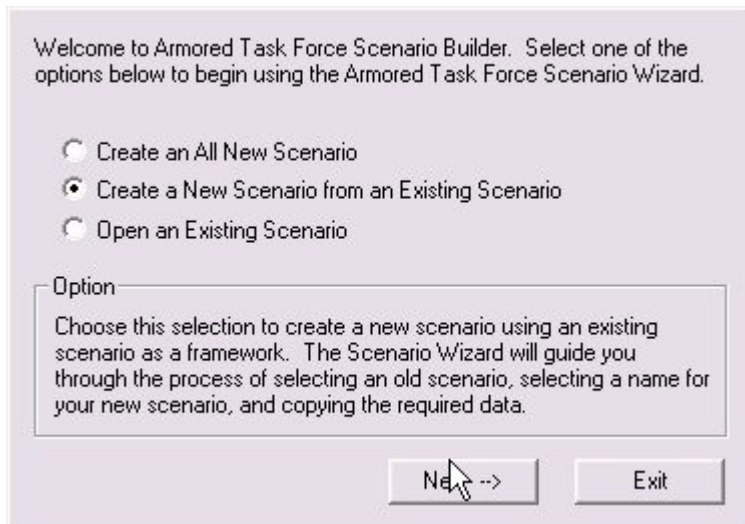 Welcome to Armored Task Force Scenario Builder. Select one of the
options below to begin using the Armored Task Force Scenario Wizard.
Create an All New Scenario
Create a New Scenario from an Existing Scenario
Open an Existing Scenario
Option
Choose this selection to create a new scenario using an existing
scenario as a framework. The Scenario Wizard will guide you
through the process of selecting an old scenario, selecting a name for
your new scenario, and copying the required data.
-->
Exit